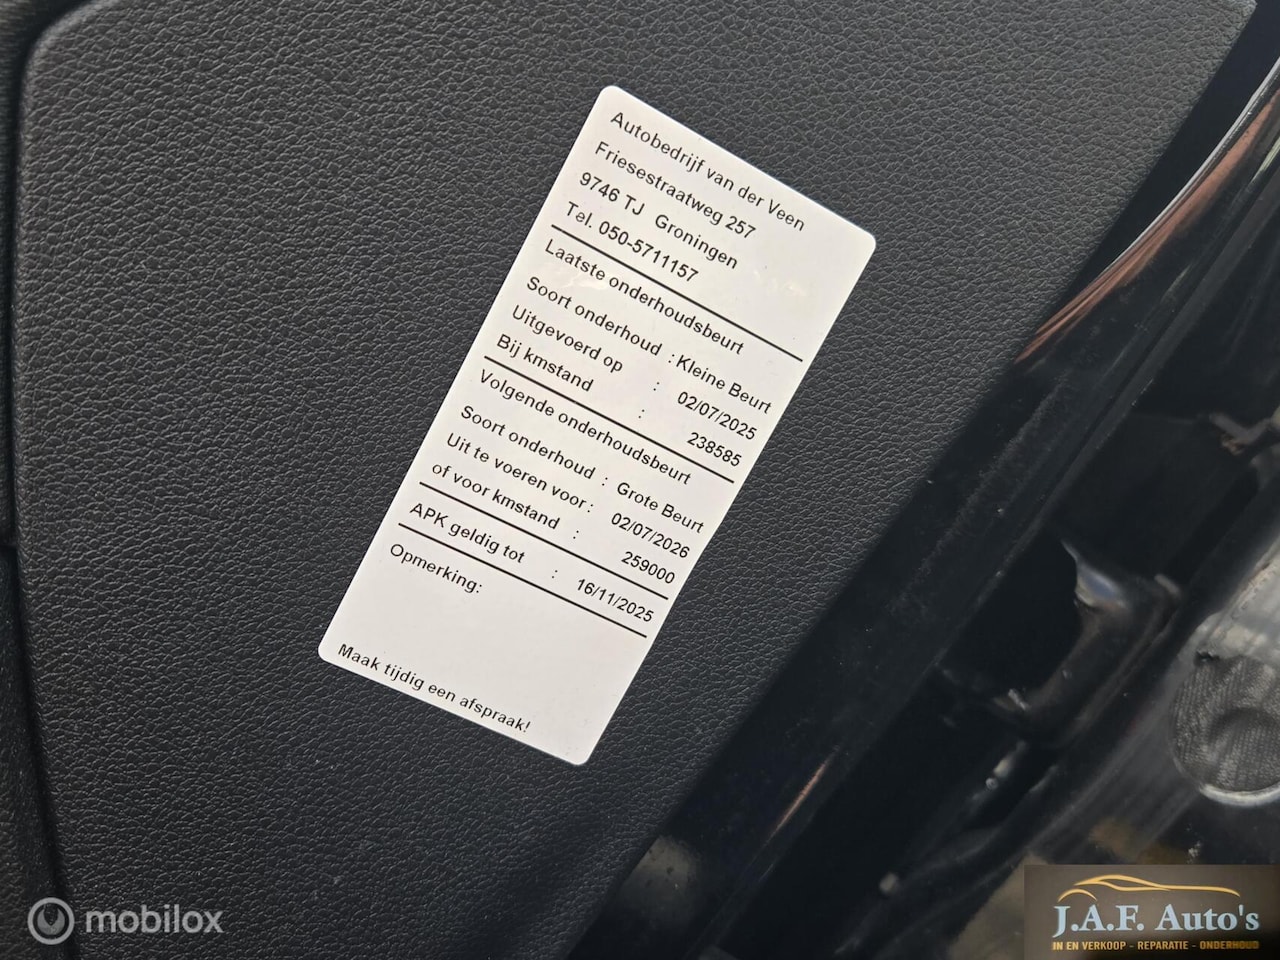 Autobedrijf van der Veen
Friesestraatweg 257
9746 TJ Groningen
Tel. 050-5711157
Laatste onderhoudsbeurt
Soort onderhoud : Kleine Beurt
Uitgevoerd op : 02/07/2025
Bij kmstand : 238585
Volgende onderhoudsbeurt
Soort onderhoud : Grote Beurt
Uit te voeren voor : 02/07/2026
of voor kmstand : 259000
APK geldig tot : 16/11/2025
Opmerking:
Maak tijdig een afspraak!
mobilox
J.A.F. Auto's
IN EN VERKOOP - REPARATIE - ONDERHOUD